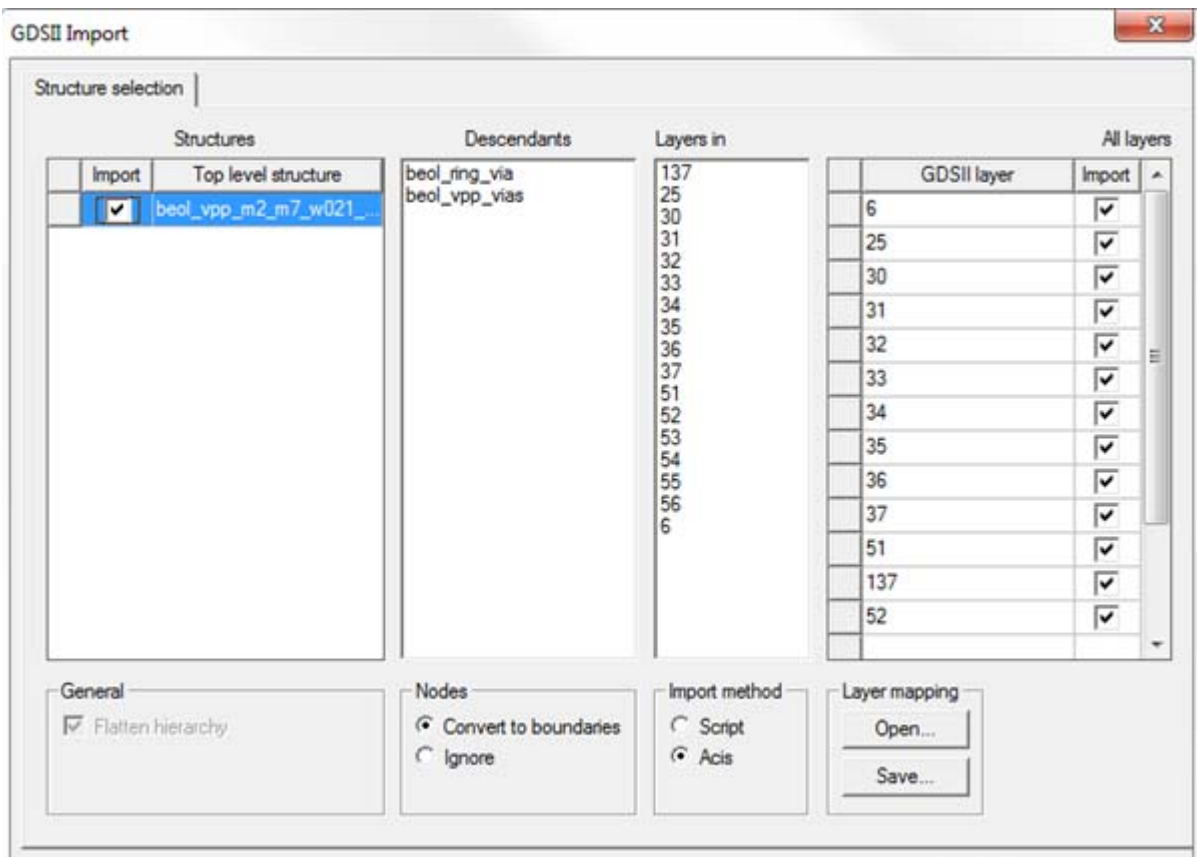 GDSII Import
Structure selection
Structures
Import Top level structure
beol_vpp_m2_m7_w021_...
Descendants
beol_ring_via
beol_vpp_vias
Layers in
137
25
30
31
32
33
34
35
36
37
51
52
53
54
55
56
6
All layers
GDSII layer Import
6
25
30
31
32
33
34
35
36
37
51
137
52
General
Flatten hierarchy
Nodes
Convert to boundaries
Ignore
Import method
Script
Acis
Layer mapping
Open...
Save...